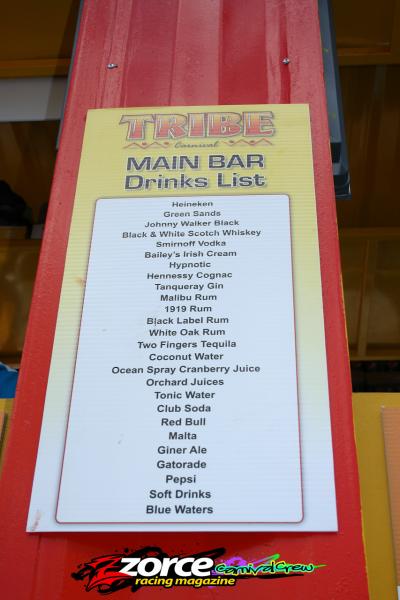 TRIBE
Carnival
MAIN BAR
Drinks List
Heineken
Green Sands
Johnny Walker Black
Black & White Scotch Whiskey
Smirnoff Vodka
Bailey's Irish Cream
Hypnotic
Hennessy Cognac
Tanqueray Gin
Malibu Rum
1919 Rum
Black Label Rum
White Oak Rum
Two Fingers Tequila
Coconut Water
Ocean Spray Cranberry Juice
Orchard Juices
Tonic Water
Club Soda
Red Bull
Malta
Giner Ale
Gatorade
Pepsi
Soft Drinks
Blue Waters
zorce carnivalcrew
racing magazine